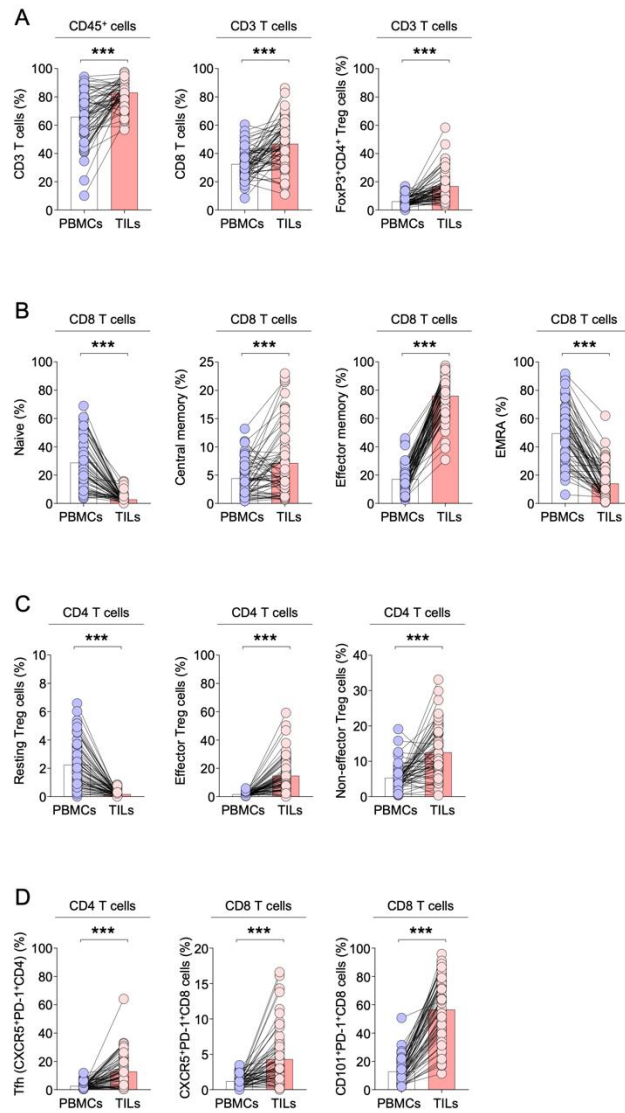 A
CD45⁺ cells
CD3 T cells
CD3 T cells
***
***
***
CD3 T cells (%)
100
80
60
40
20
0
PBMCs TILs
CD8 T cells (%)
100
80
60
40
20
0
PBMCs TILs
FoxP3⁺CD4⁺ Treg cells (%)
100
80
60
40
20
0
PBMCs TILs
B
CD8 T cells
CD8 T cells
CD8 T cells
CD8 T cells
***
***
***
***
Naive (%)
100
80
60
40
20
0
PBMCs TILs
Central memory (%)
25
20
15
10
5
0
PBMCs TILs
Effector memory (%)
100
80
60
40
20
0
PBMCs TILs
EMRA (%)
100
80
60
40
20
0
PBMCs TILs
C
CD4 T cells
CD4 T cells
CD4 T cells
***
***
***
Resting Treg cells (%)
10
8
6
4
2
0
PBMCs TILs
Effector Treg cells (%)
100
80
60
40
20
0
PBMCs TILs
Non-effector Treg cells (%)
40
30
20
10
0
PBMCs TILs
D
CD4 T cells
CD8 T cells
CD8 T cells
***
***
***
Tfh (CXCR5⁺PD-1⁺CD4) (%)
100
80
60
40
20
0
PBMCs TILs
CXCR5⁺PD-1⁺CD8 cells (%)
20
15
10
5
0
PBMCs TILs
CD101⁺PD-1⁺CD8 cells (%)
100
80
60
40
20
0
PBMCs TILs